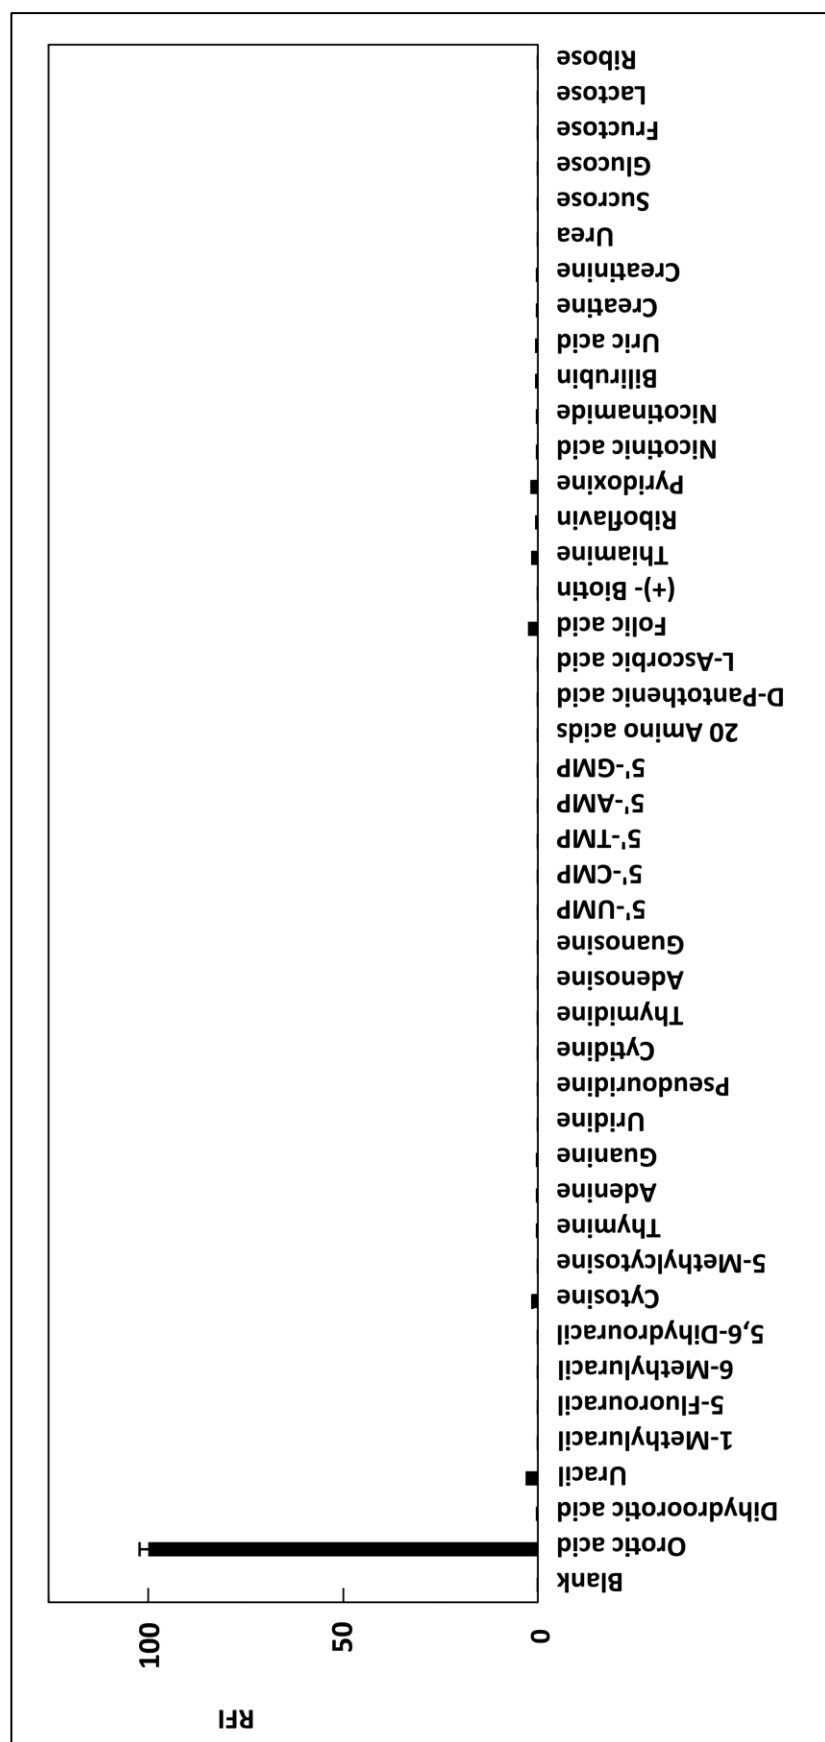 RFI
100
50
0
Blank
Orotic acid
Dihydroorotic acid
Uracil
1-Methyluracil
5-Fluorouracil
6-Methyluracil
5,6-Dihydrouracil
Cytosine
5-Methylcytosine
Thymine
Adenine
Guanine
Uridine
Pseudouridine
Cytidine
Thymidine
Adenosine
Guanosine
5'-UMP
5'-CMP
5'-TMP
5'-AMP
5'-GMP
20 Amino acids
D-Pantothenic acid
L-Ascorbic acid
Folic acid
(+)- Biotin
Thiamine
Riboflavin
Pyridoxine
Nicotinic acid
Nicotinamide
Bilirubin
Uric acid
Creatine
Creatinine
Urea
Sucrose
Glucose
Fructose
Lactose
Ribose